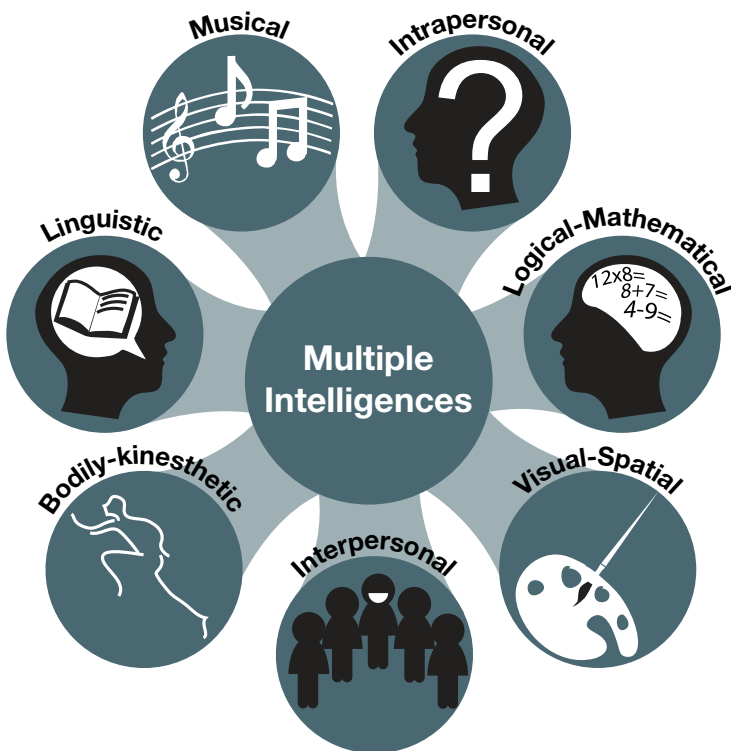 Musical
Intrapersonal
Linguistic
Logical-Mathematical
12x8=
8+7=
4-9=
Multiple
Intelligences
Bodily-kinesthetic
Interpersonal
Visual-Spatial